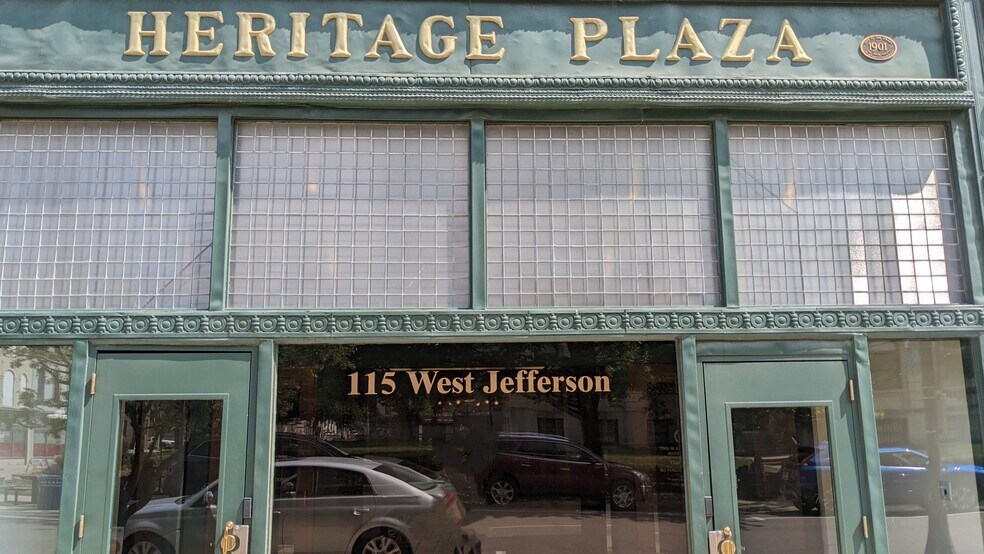 HERITAGE PLAZA
1901
115 West Jefferson